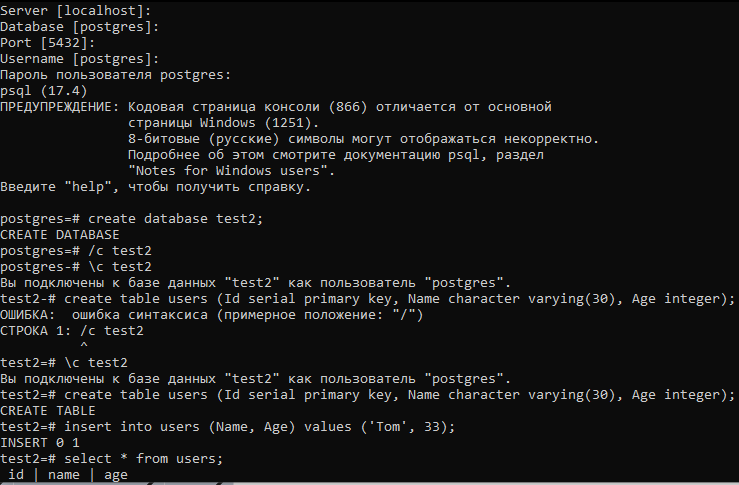 Server [localhost]:
Database [postgres]:
Port [5432]:
Username [postgres]:
Пароль пользователя postgres:
psql (17.4)
ПРЕДУПРЕЖДЕНИЕ: Кодовая страница консоли (866) отличается от основной
                страницы Windows (1251).
                8-битовые (русские) символы могут отображаться некорректно.
                Подробнее об этом смотрите документацию psql, раздел
                "Notes for Windows users".
Введите "help", чтобы получить справку.

postgres=# create database test2;
CREATE DATABASE
postgres=# /c test2
postgres-# \c test2
Вы подключены к базе данных "test2" как пользователь "postgres".
test2-# create table users (Id serial primary key, Name character varying(30), Age integer);
ОШИБКА:  ошибка синтаксиса (примерное положение: "/")
СТРОКА 1: /c test2
          ^
test2=# \c test2
Вы подключены к базе данных "test2" как пользователь "postgres".
test2=# create table users (Id serial primary key, Name character varying(30), Age integer);
CREATE TABLE
test2=# insert into users (Name, Age) values ('Tom', 33);
INSERT 0 1
test2=# select * from users;
 id | name | age